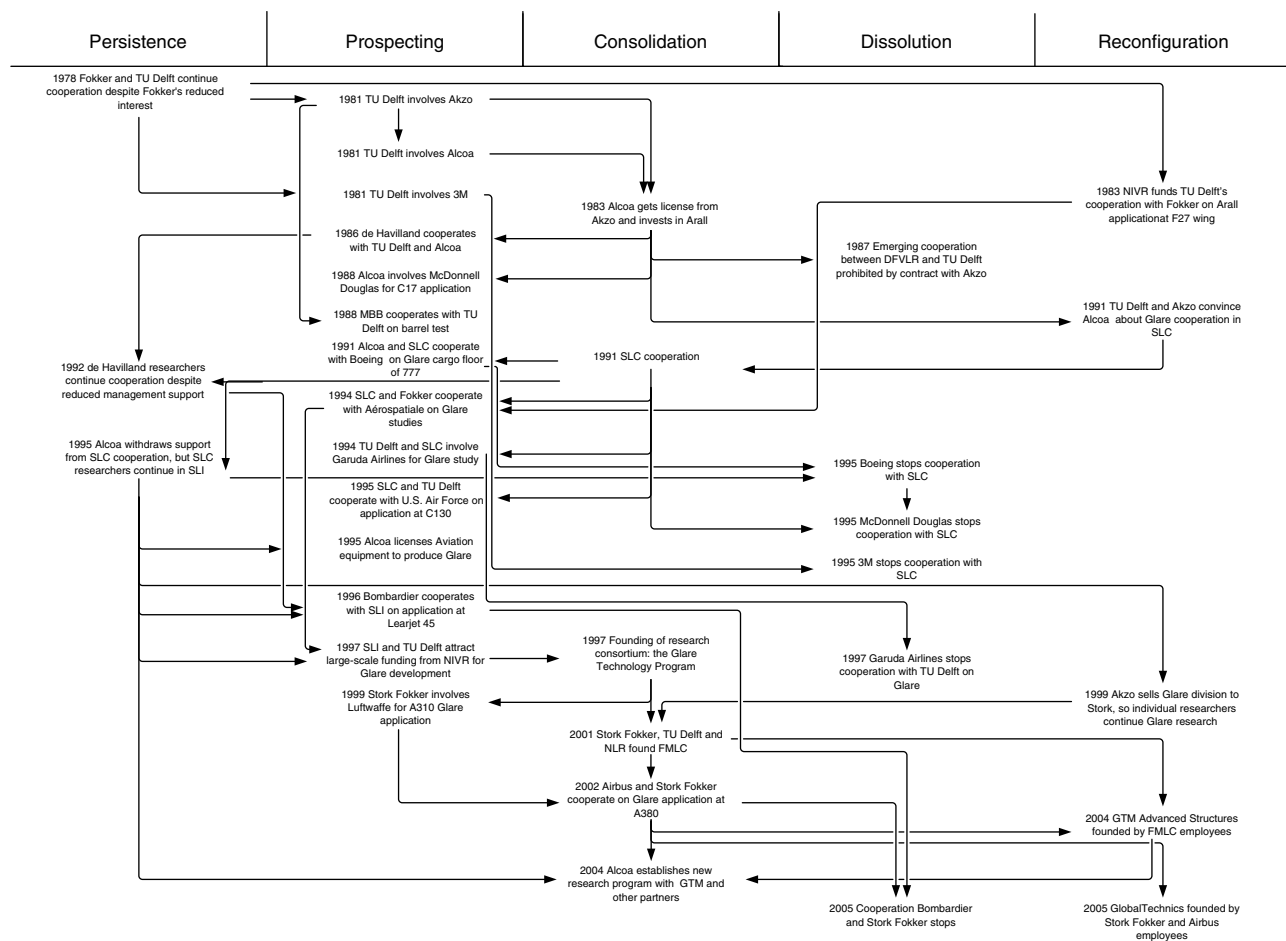 Persistence
Prospecting
Consolidation
Dissolution
Reconfiguration
1978 Fokker and TU Delft continue
cooperation despite Fokker's reduced
interest
1981 TU Delft involves Akzo
1981 TU Delft involves Alcoa
1981 TU Delft involves 3M
1983 Alcoa gets license from
Akzo and invests in Arall
1983 NIVR funds TU Delft's
cooperation with Fokker on Arall
applicationat F27 wing
1986 de Havilland cooperates
with TU Delft and Alcoa
1987 Emerging cooperation
between DFVLR and TU Delft
prohibited by contract with Akzo
1988 Alcoa involves McDonnell
Douglas for C17 application
1988 MBB cooperates with TU
Delft on barrel test
1991 TU Delft and Akzo convince
Alcoa about Glare cooperation in
SLC
1991 Alcoa and SLC cooperate
with Boeing on Glare cargo floor
of 777
1991 SLC cooperation
1992 de Havilland researchers
continue cooperation despite
reduced management support
1994 SLC and Fokker cooperate
with Aérospatiale on Glare
studies
1995 Alcoa withdraws support
from SLC cooperation, but SLC
researchers continue in SLI
1994 TU Delft and SLC involve
Garuda Airlines for Glare study
1995 Boeing stops cooperation
with SLC
1995 SLC and TU Delft
cooperate with U.S. Air Force on
application at C130
1995 McDonnell Douglas stops
cooperation with SLC
1995 Alcoa licenses Aviation
equipment to produce Glare
1995 3M stops cooperation with
SLC
1996 Bombardier cooperates
with SLI on application at
Learjet 45
1997 SLI and TU Delft attract
large-scale funding from NIVR for
Glare development
1997 Founding of research
consortium: the Glare
Technology Program
1997 Garuda Airlines stops
cooperation with TU Delft on
Glare
1999 Stork Fokker involves
Luftwaffe for A310 Glare
application
1999 Akzo sells Glare division to
Stork, so individual researchers
continue Glare research
2001 Stork Fokker, TU Delft and
NLR found FMLC
2002 Airbus and Stork Fokker
cooperate on Glare application at
A380
2004 GTM Advanced Structures
founded by FMLC employees
2004 Alcoa establishes new
research program with GTM and
other partners
2005 Cooperation Bombardier
and Stork Fokker stops
2005 GlobalTechnics founded by
Stork Fokker and Airbus
employees